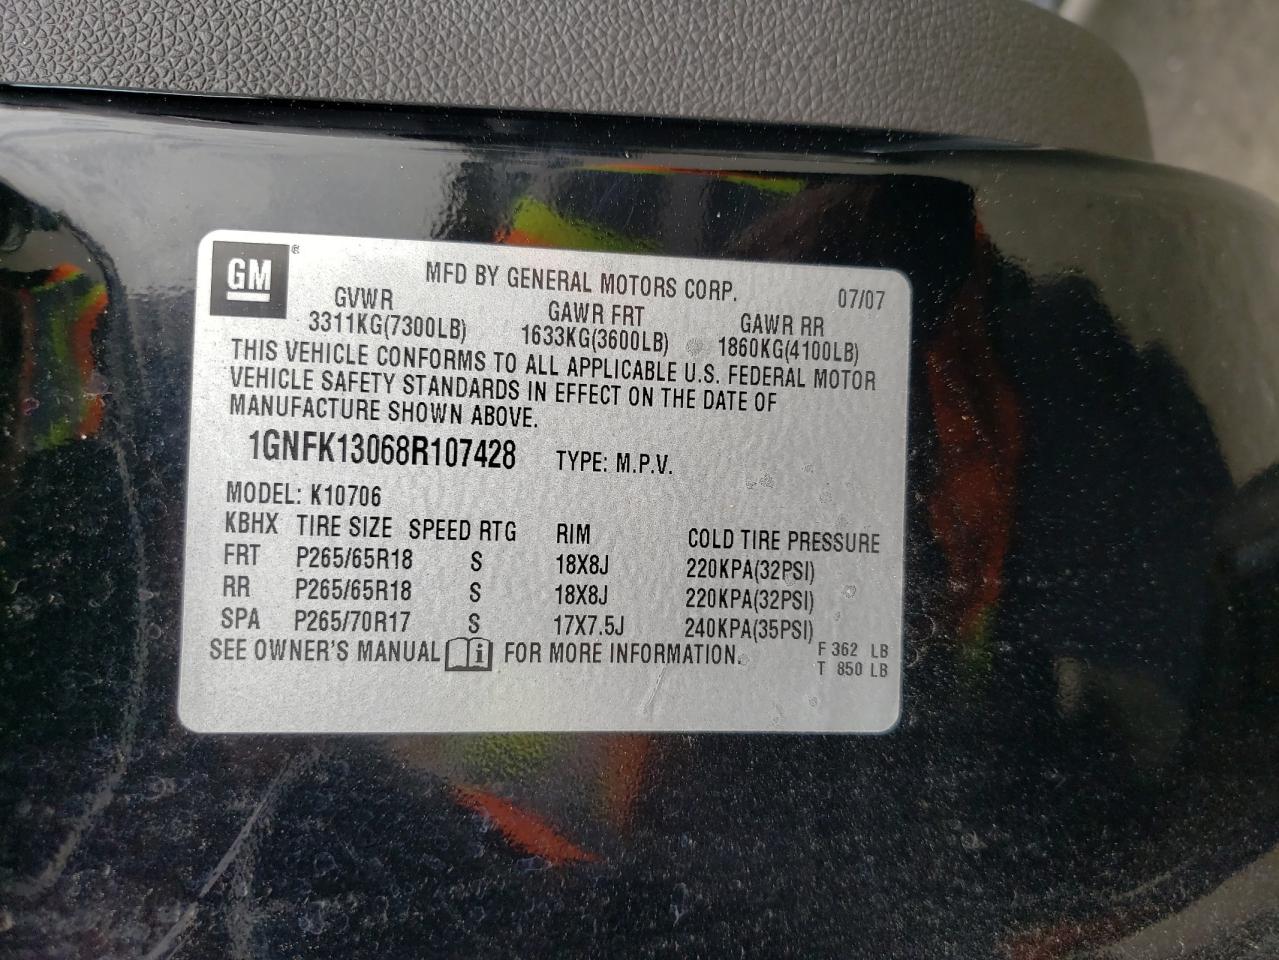 GM ®
MFD BY GENERAL MOTORS CORP. 07/07
GVWR GAWR FRT GAWR RR
3311KG(7300LB) 1633KG(3600LB) 1860KG(4100LB)
THIS VEHICLE CONFORMS TO ALL APPLICABLE U.S. FEDERAL MOTOR
VEHICLE SAFETY STANDARDS IN EFFECT ON THE DATE OF
MANUFACTURE SHOWN ABOVE.
1GNFK13068R107428 TYPE: M.P.V.
MODEL: K10706
KBHX TIRE SIZE SPEED RTG RIM COLD TIRE PRESSURE
FRT P265/65R18 S 18X8J 220KPA(32PSI)
RR P265/65R18 S 18X8J 220KPA(32PSI)
SPA P265/70R17 S 17X7.5J 240KPA(35PSI)
SEE OWNER'S MANUAL i FOR MORE INFORMATION.
F 362 LB
T 850 LB